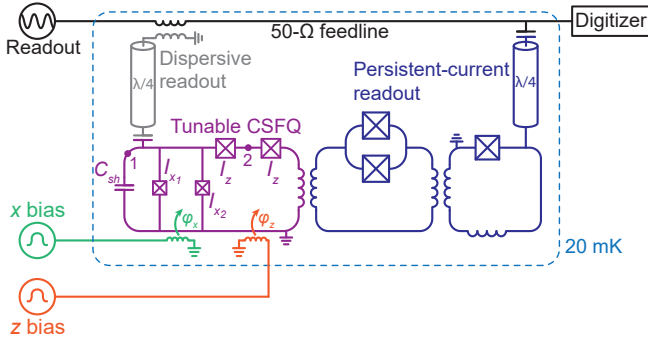 Readout
50-Ω feedline
Digitizer
Dispersive
readout
λ/4
Persistent-current
readout
λ/4
Tunable CSFQ
1
2
C_sh
I_x₁
I_x₂
I_z
I_z
x bias
φ_x
φ_z
20 mK
z bias